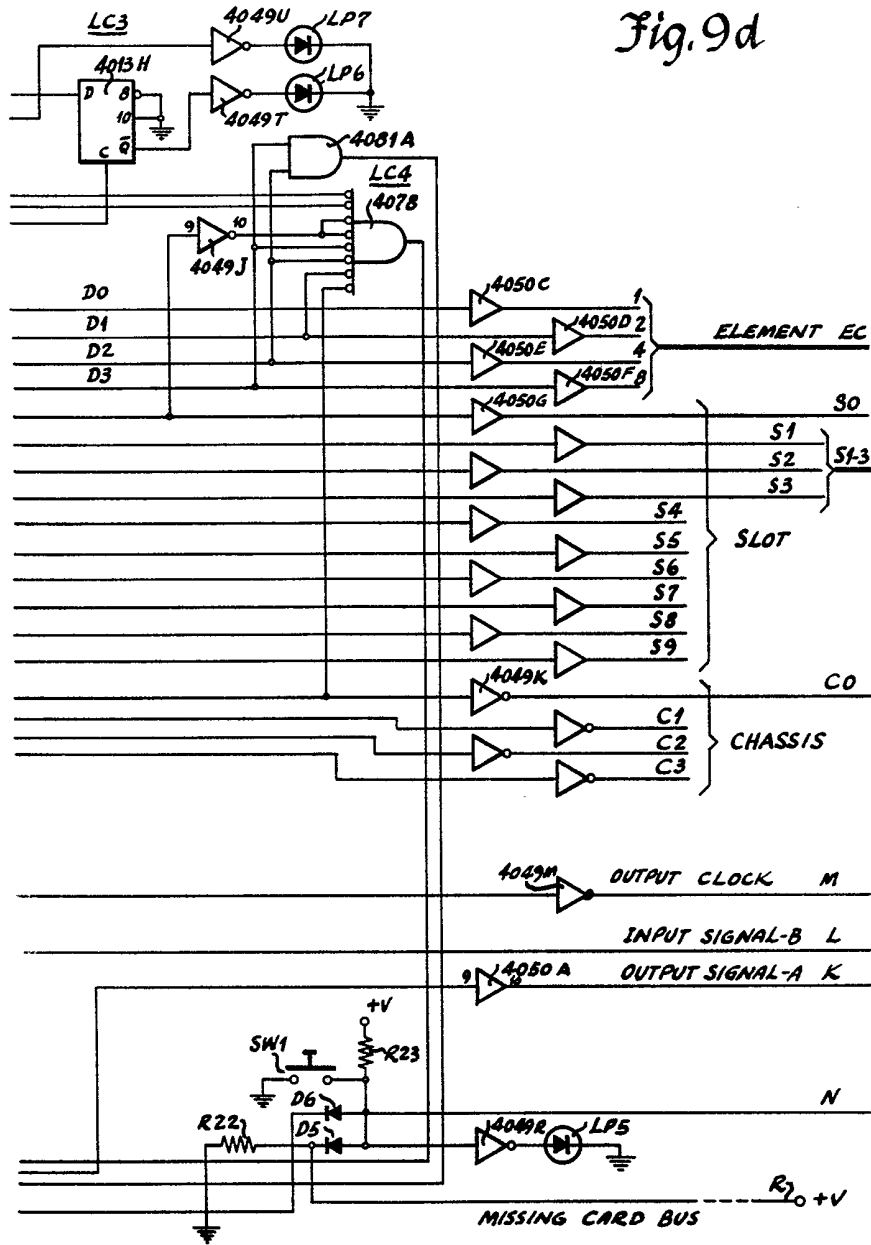 Fig. 9d
LC3
4049U
LP7
4013H
D 8
10
Q̅
C
LP6
4049T
4081A
LC4
4078
9 10
4049J
D0
4050C
1
D1
4050D
2
ELEMENT EC
D2
4050E
4
D3
4050F
8
4050G
S0
S1
S2
S1-3
S3
S4
S5
SLOT
S6
S7
S8
S9
4049K
C0
C1
C2
CHASSIS
C3
4049M
OUTPUT CLOCK M
INPUT SIGNAL-B L
9
4050A
10
OUTPUT SIGNAL-A K
+V
SW1
R23
D6
N
R22
D5
4049R
LP5
R
+V
MISSING CARD BUS